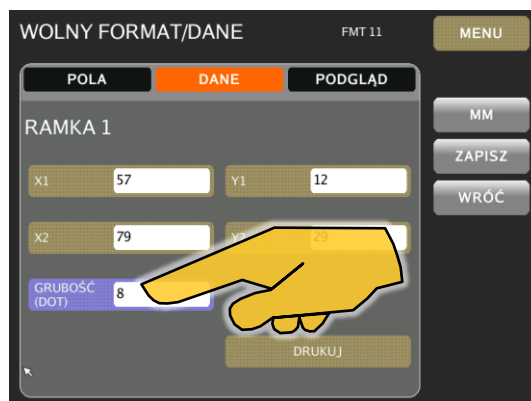 WOLNY FORMAT/DANE FMT 11 MENU
POLA DANE PODGLĄD
MM
RAMKA 1
ZAPISZ
X1 57 Y1 12
WRÓĆ
X2 79 Y2 29
GRUBOŚĆ
(DOT) 8
DRUKUJ